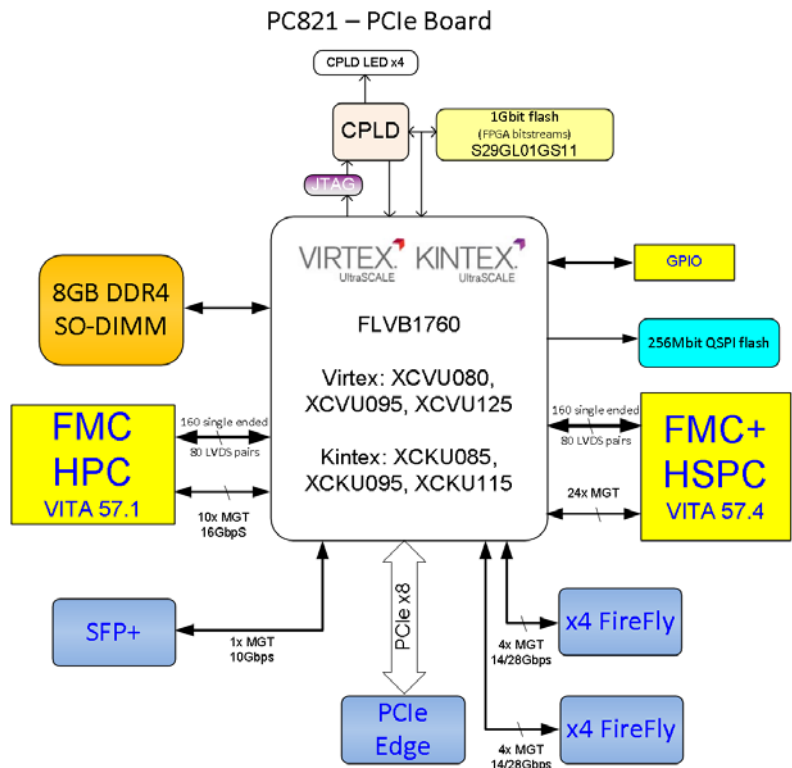 PC821 – PCIe Board
CPLD LED x4
CPLD
1Gbit flash
(FPGA bitstreams)
S29GL01GS11
JTAG
VIRTEX.
UltraSCALE
KINTEX.
UltraSCALE
GPIO
8GB DDR4
SO-DIMM
FLVB1760
256Mbit QSPI flash
Virtex: XCVU080,
XCVU095, XCVU125
Kintex: XCKU085,
XCKU095, XCKU115
FMC
HPC
VITA 57.1
160 single ended
80 LVDS pairs
10x MGT
16GbpS
160 single ended
80 LVDS pairs
24x MGT
FMC+
HSPC
VITA 57.4
SFP+
1x MGT
10Gbps
PCIe x8
4x MGT
14/28Gbps
x4 FireFly
PCIe
Edge
4x MGT
14/28Gbps
x4 FireFly